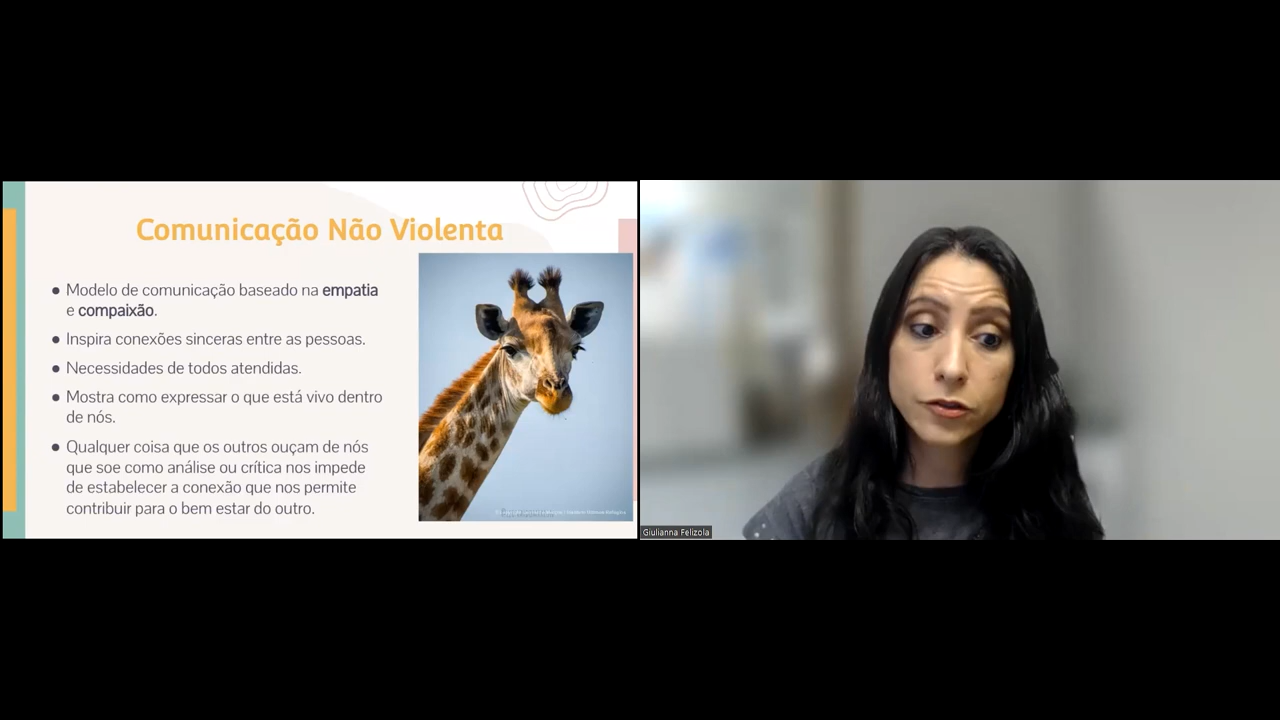 Comunicação Não Violenta
● Modelo de comunicação baseado na empatia
e compaixão.
● Inspira conexões sinceras entre as pessoas.
● Necessidades de todos atendidas.
● Mostra como expressar o que está vivo dentro
de nós.
● Qualquer coisa que os outros ouçam de nós
que soe como análise ou crítica nos impede
de estabelecer a conexão que nos permite
contribuir para o bem estar do outro.
Giulianna Felizola